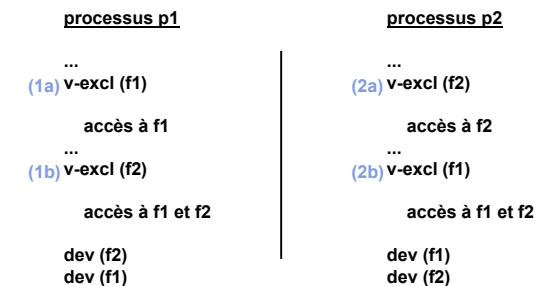 processus p1
...
(1a) v-excl (f1)
accès à f1
...
(1b) v-excl (f2)
accès à f1 et f2
dev (f2)
dev (f1)
processus p2
...
(2a) v-excl (f2)
accès à f2
...
(2b) v-excl (f1)
accès à f1 et f2
dev (f1)
dev (f2)